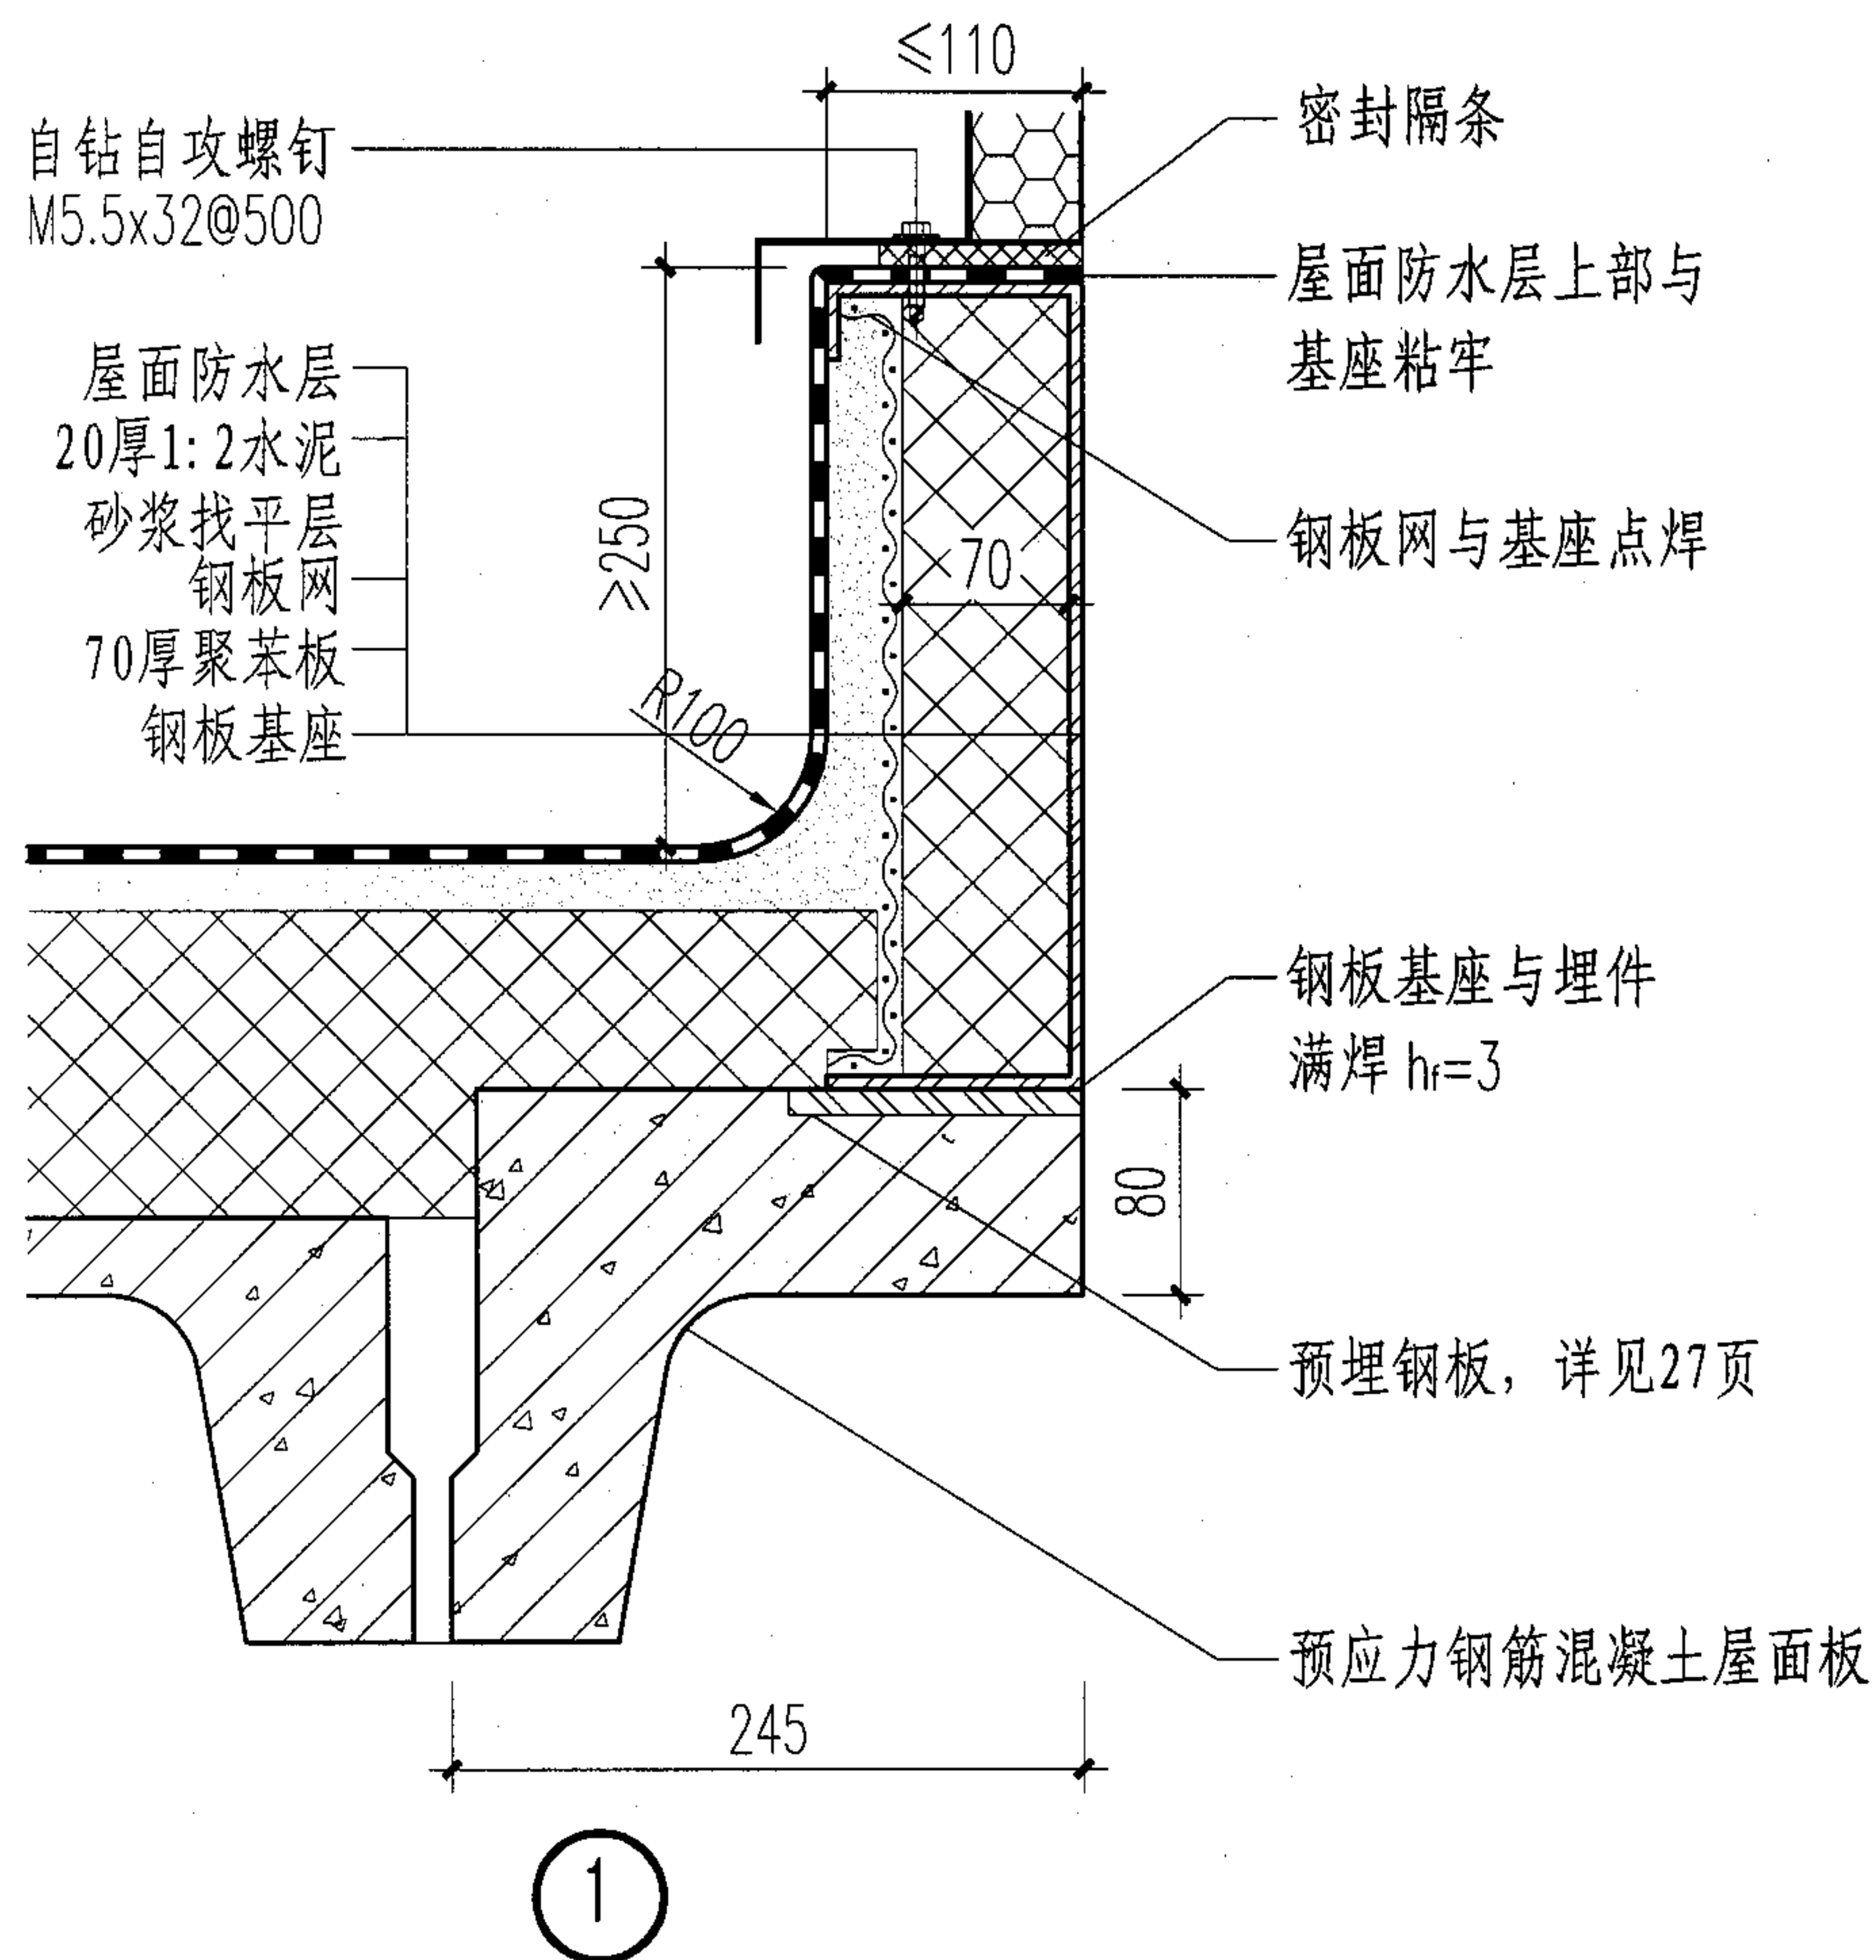 ≤110
密封隔条
自钻自攻螺钉
M5.5x32@500
屋面防水层上部与
基座粘牢
屋面防水层
20厚1:2水泥
砂浆找平层
钢板网
70厚聚苯板
钢板基座
≥250
70
R100
钢板网与基座点焊
钢板基座与埋件
满焊 hf=3
80
预埋钢板，详见27页
预应力钢筋混凝土屋面板
245
1